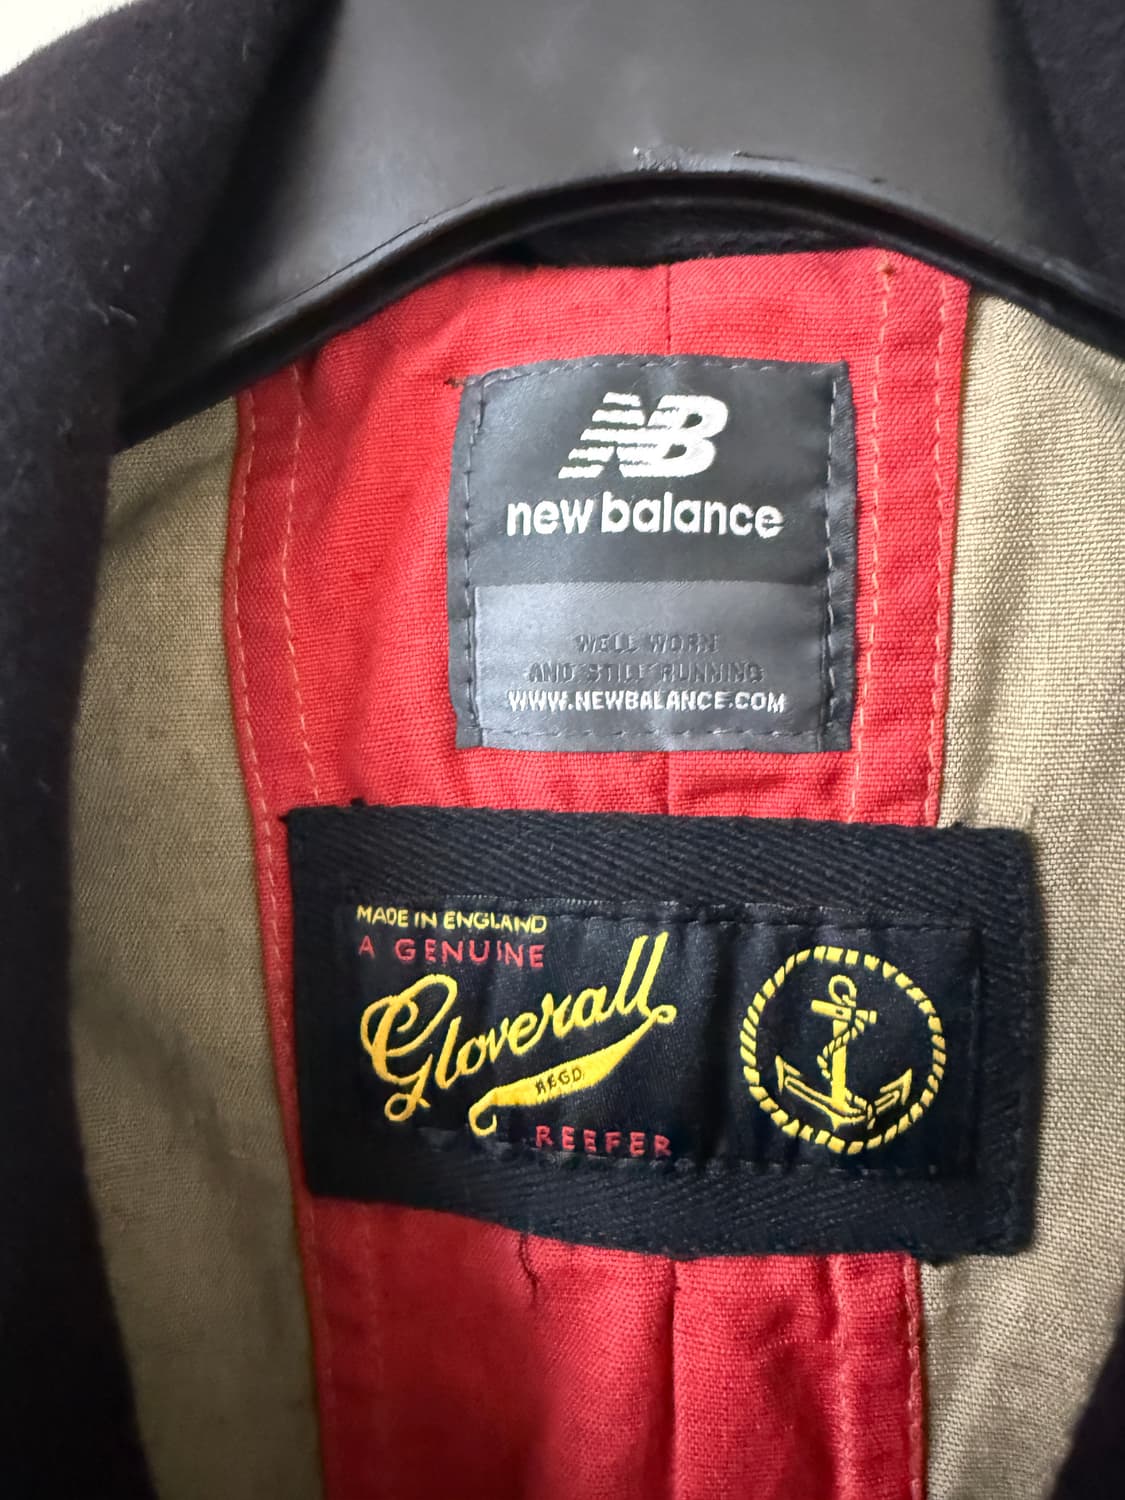 NB
new balance
WELL WORN
AND STILL RUNNING
WWW.NEWBALANCE.COM
MADE IN ENGLAND
A GENUINE
Gloverall
REGD.
REEFER